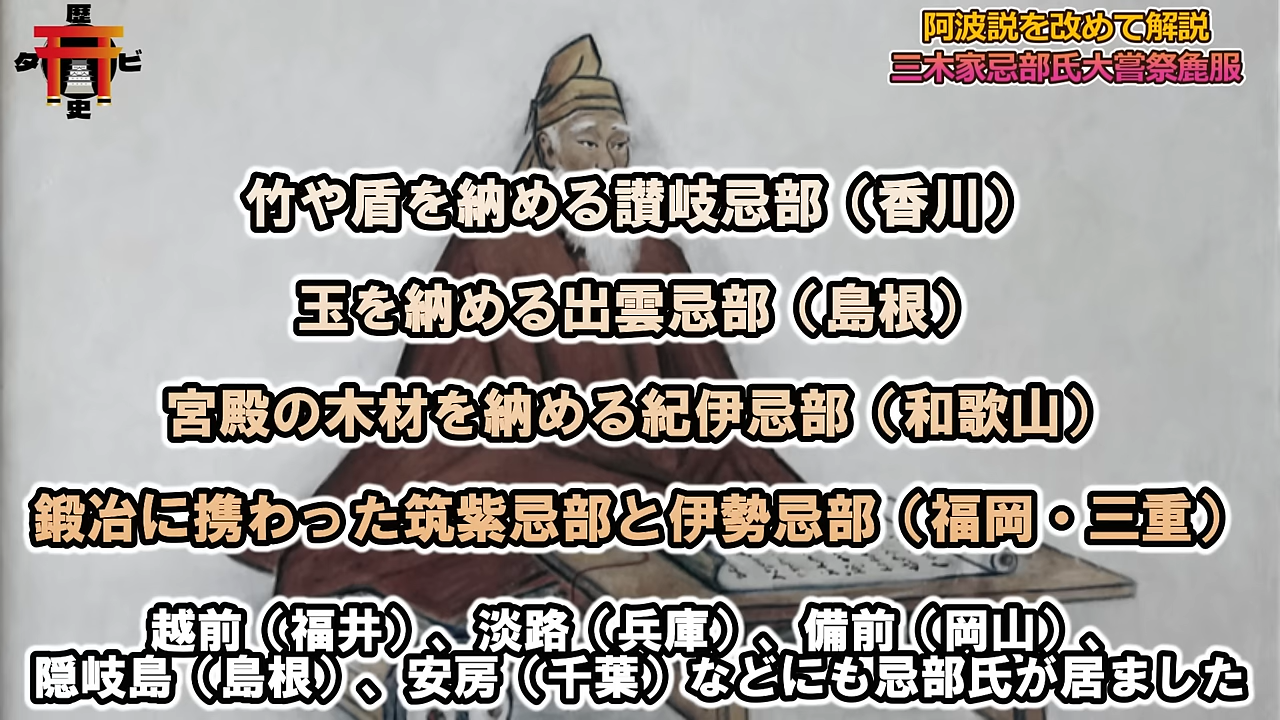 歴
タビ
史
阿波説を改めて解説
三木家忌部氏大嘗祭麁服
竹や盾を納める讃岐忌部（香川）
玉を納める出雲忌部（島根）
宮殿の木材を納める紀伊忌部（和歌山）
鍛冶に携わった筑紫忌部と伊勢忌部（福岡・三重）
越前（福井）、淡路（兵庫）、備前（岡山）、
隠岐島（島根）、安房（千葉）などにも忌部氏が居ました